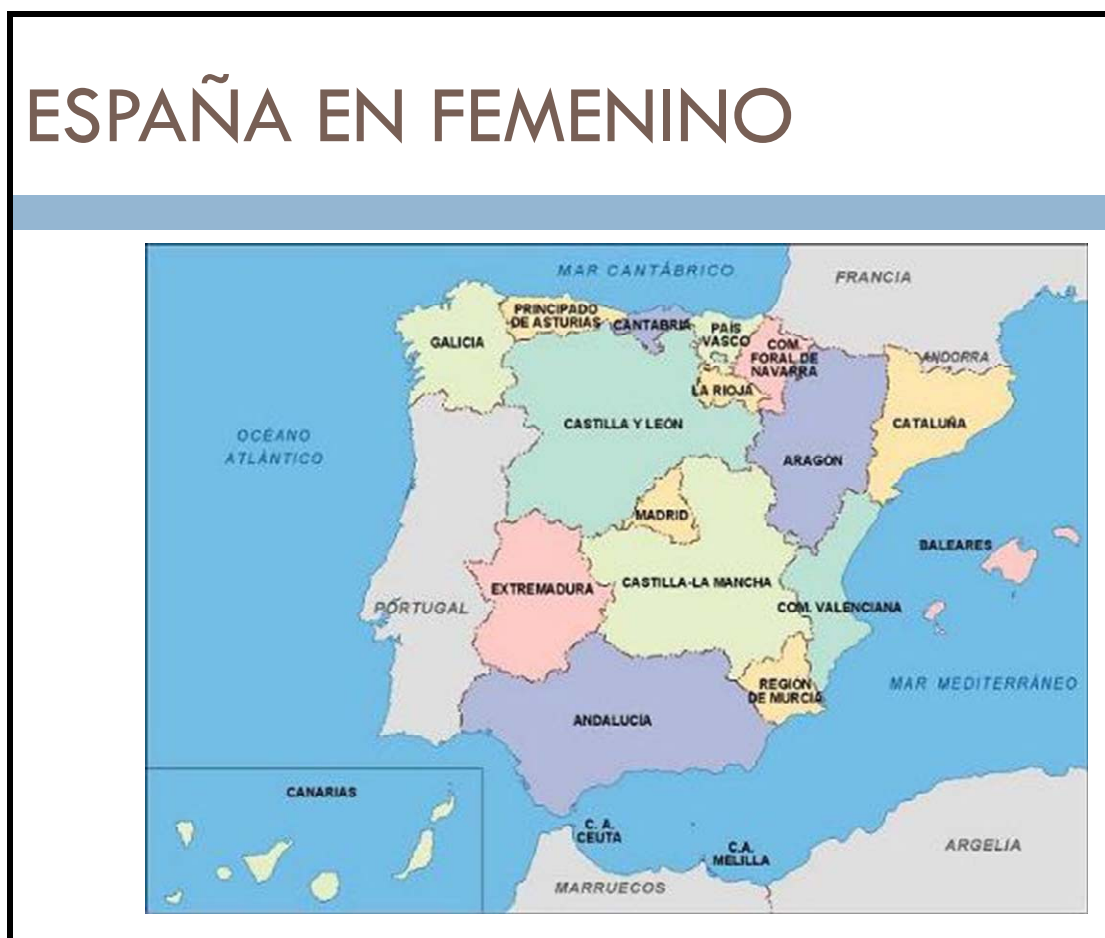 ESPAÑA EN FEMENINO
MAR CANTÁBRICO
FRANCIA
PRINCIPADO
DE ASTURIAS
CANTABRIA
PAÍS
VASCO
COM.
FORAL DE
NAVARRA
GALICIA
ANDORRA
LA RIOJA
CASTILLA Y LEÓN
CATALUÑA
OCÉANO
ATLÁNTICO
ARAGÓN
MADRID
BALEARES
EXTREMADURA
CASTILLA-LA MANCHA
PORTUGAL
COM. VALENCIANA
MAR MEDITERRÁNEO
REGIÓN
DE MURCIA
ANDALUCÍA
CANARIAS
C. A.
CEUTA
C.A.
MELILLA
ARGELIA
MARRUECOS